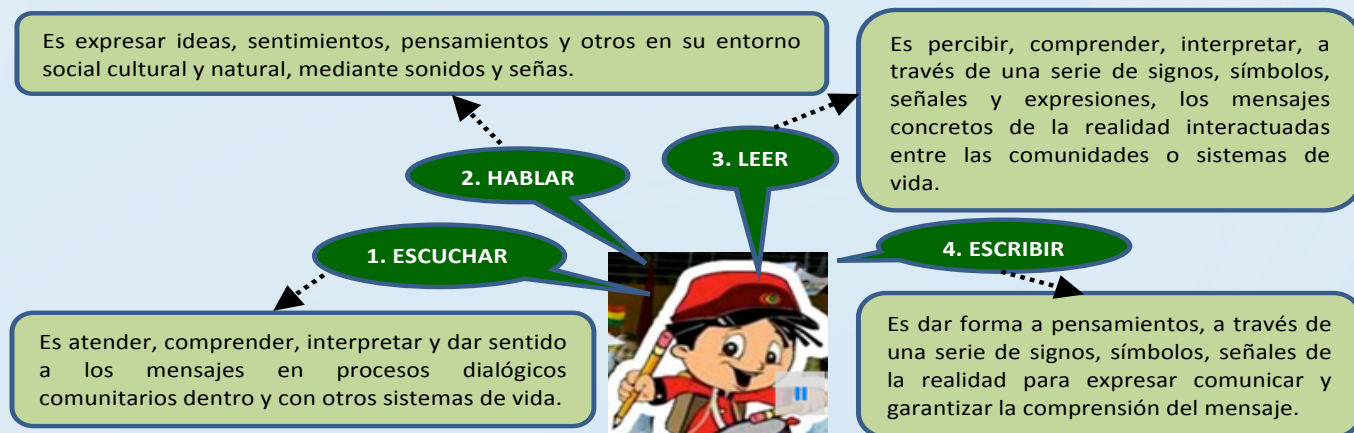 1. ESCUCHAR
Es atender, comprender, interpretar y dar sentido
a los mensajes en procesos dialógicos
comunitarios dentro y con otros sistemas de vida.
2. HABLAR
Es expresar ideas, sentimientos, pensamientos y otros en su entorno
social cultural y natural, mediante sonidos y señas.
3. LEER
Es percibir, comprender, interpretar, a
través de una serie de signos, símbolos,
señales y expresiones, los mensajes
concretos de la realidad interactuadas
entre las comunidades o sistemas de
vida.
4. ESCRIBIR
Es dar forma a pensamientos, a través de
una serie de signos, símbolos, señales de
la realidad para expresar comunicar y
garantizar la comprensión del mensaje.